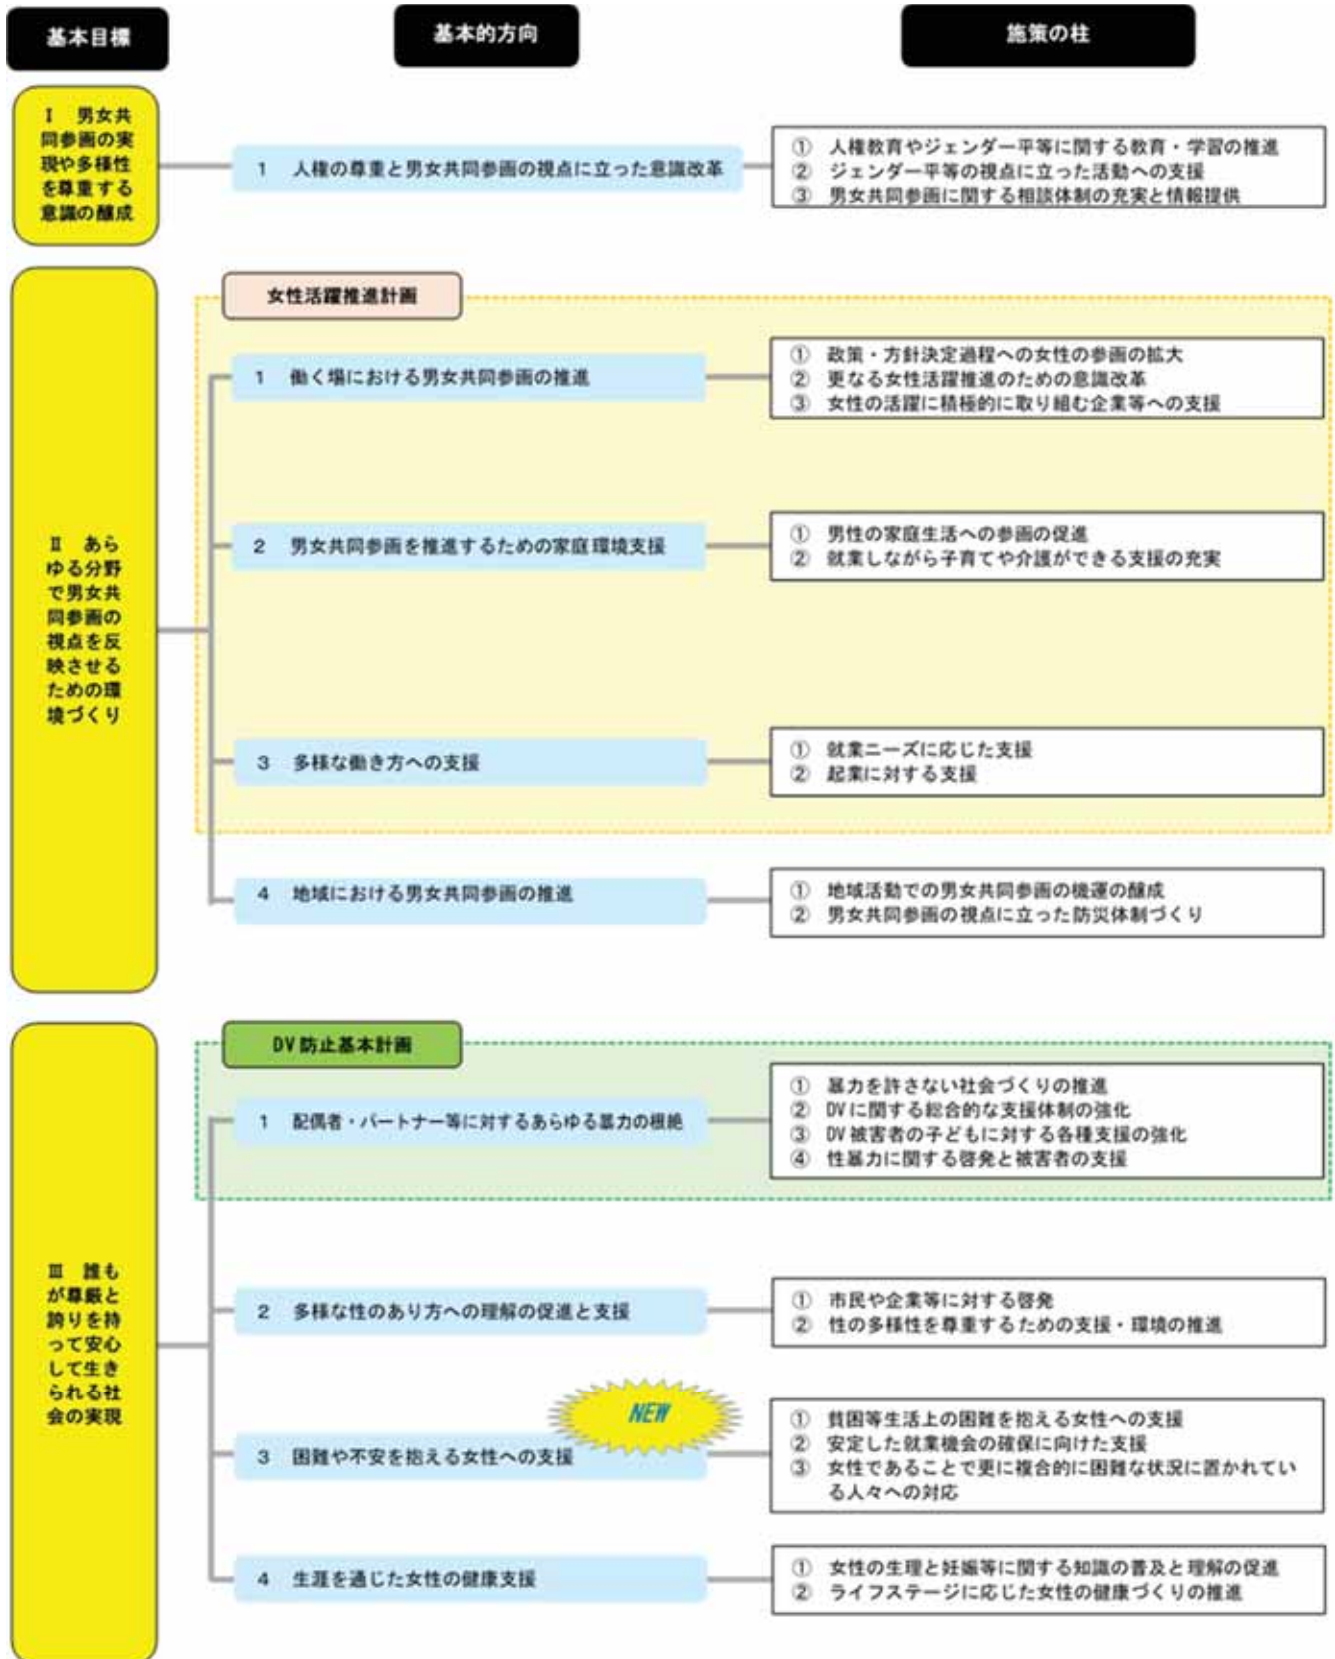 基本目標
基本的方向
施策の柱
Ⅰ 男女共
同参画の実
現や多様性
を尊重する
意識の醸成
1 人権の尊重と男女共同参画の視点に立った意識改革
① 人権教育やジェンダー平等に関する教育・学習の推進
② ジェンダー平等の視点に立った活動への支援
③ 男女共同参画に関する相談体制の充実と情報提供
Ⅱ あら
ゆる分野
で男女共
同参画の
視点を反
映させる
ための環
境づくり
女性活躍推進計画
1 働く場における男女共同参画の推進
① 政策・方針決定過程への女性の参画の拡大
② 更なる女性活躍推進のための意識改革
③ 女性の活躍に積極的に取り組む企業等への支援
2 男女共同参画を推進するための家庭環境支援
① 男性の家庭生活への参画の促進
② 就業しながら子育てや介護ができる支援の充実
3 多様な働き方への支援
① 就業ニーズに応じた支援
② 起業に対する支援
4 地域における男女共同参画の推進
① 地域活動での男女共同参画の機運の醸成
② 男女共同参画の視点に立った防災体制づくり
Ⅲ 誰も
が尊厳と
誇りを持
って安心
して生き
られる社
会の実現
DV防止基本計画
1 配偶者・パートナー等に対するあらゆる暴力の根絶
① 暴力を許さない社会づくりの推進
② DVに関する総合的な支援体制の強化
③ DV被害者の子どもに対する各種支援の強化
④ 性暴力に関する啓発と被害者の支援
2 多様な性のあり方への理解の促進と支援
① 市民や企業等に対する啓発
② 性の多様性を尊重するための支援・環境の推進
NEW
3 困難や不安を抱える女性への支援
① 貧困等生活上の困難を抱える女性への支援
② 安定した就業機会の確保に向けた支援
③ 女性であることで更に複合的に困難な状況に置かれてい
る人々への対応
4 生涯を通じた女性の健康支援
① 女性の生理と妊娠等に関する知識の普及と理解の促進
② ライフステージに応じた女性の健康づくりの推進